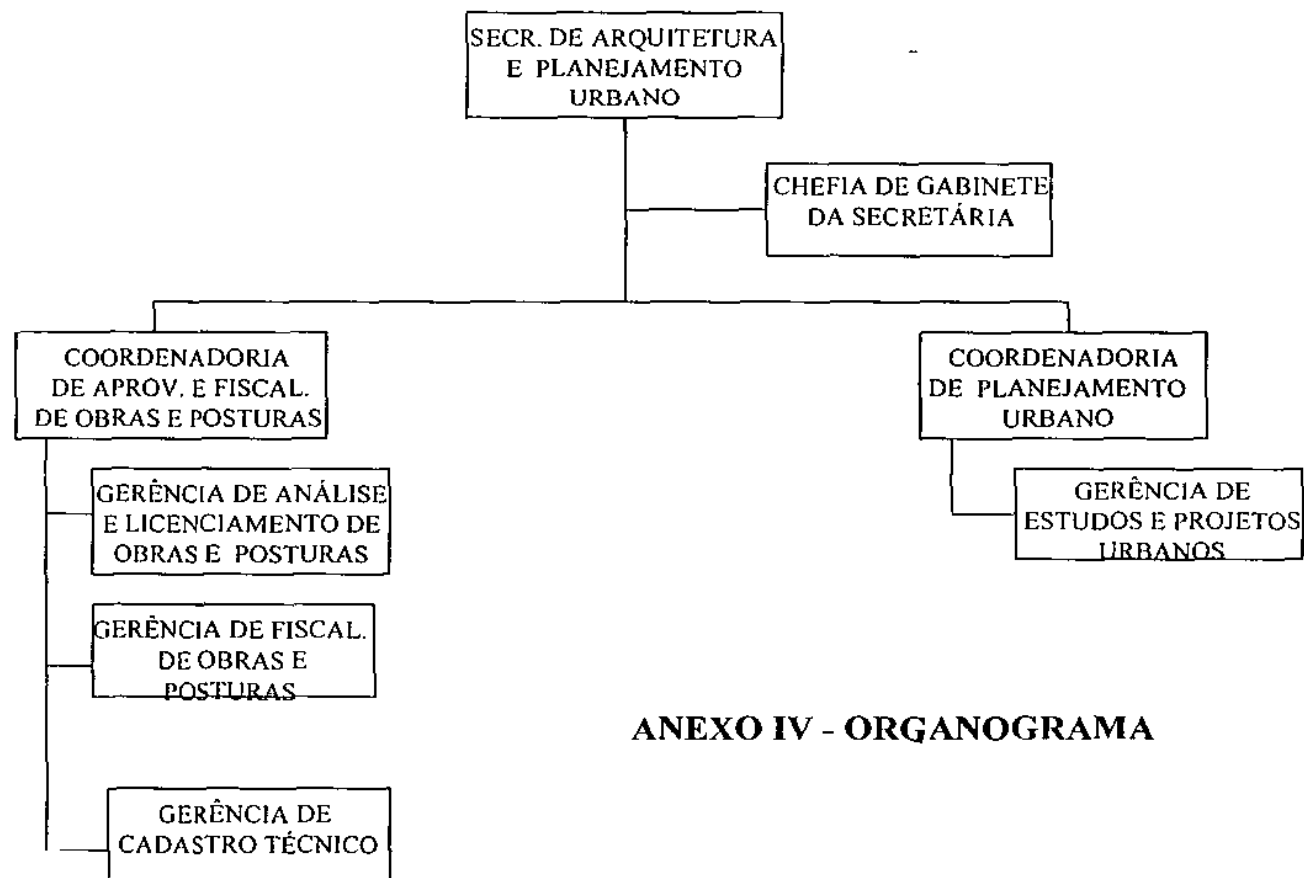 SECR. DE ARQUITETURA
E PLANEJAMENTO
URBANO
CHEFIA DE GABINETE
DA SECRETÁRIA
COORDENADORIA
DE APROV. E FISCAL.
DE OBRAS E POSTURAS
COORDENADORIA
DE PLANEJAMENTO
URBANO
GERÊNCIA DE ANÁLISE
E LICENCIAMENTO DE
OBRAS E POSTURAS
GERÊNCIA DE
ESTUDOS E PROJETOS
URBANOS
GERÊNCIA DE FISCAL.
DE OBRAS E
POSTURAS
ANEXO IV - ORGANOGRAMA
GERÊNCIA DE
CADASTRO TÉCNICO